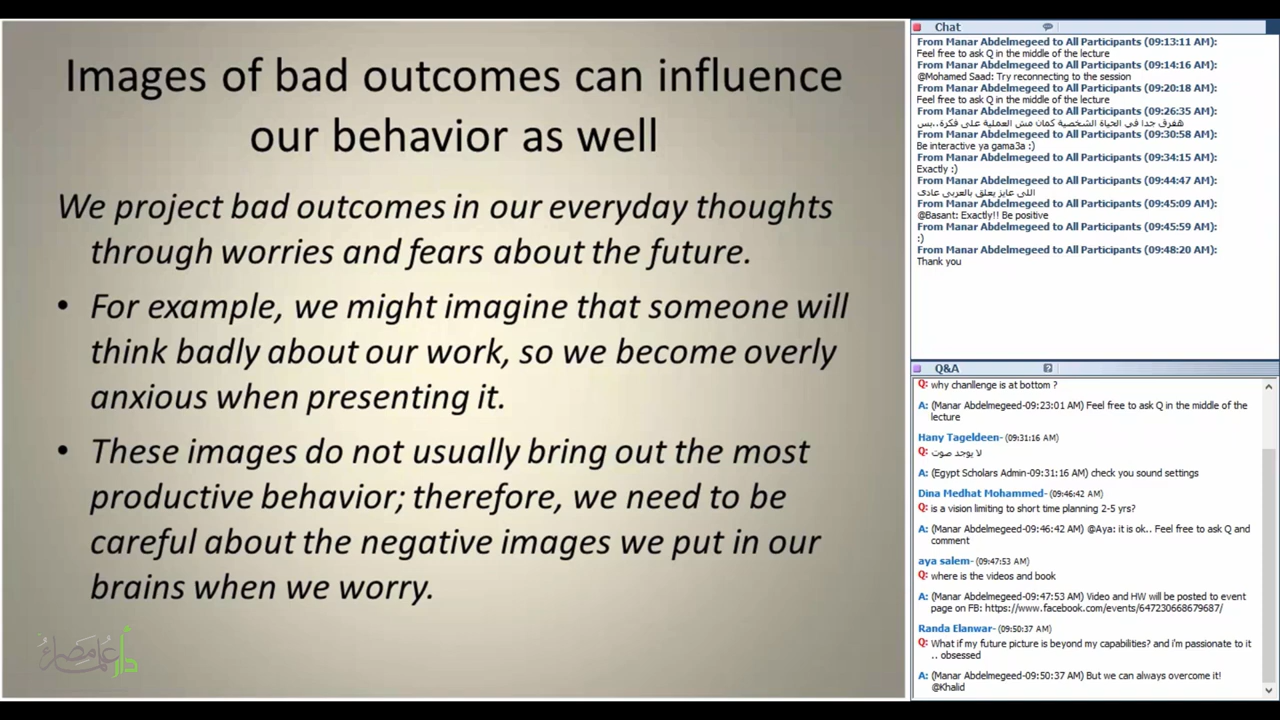 Images of bad outcomes can influence
our behavior as well
We project bad outcomes in our everyday thoughts
through worries and fears about the future.
• For example, we might imagine that someone will
think badly about our work, so we become overly
anxious when presenting it.
• These images do not usually bring out the most
productive behavior; therefore, we need to be
careful about the negative images we put in our
brains when we worry.
Chat
From Manar Abdelmegeed to All Participants (09:13:11 AM):
Feel free to ask Q in the middle of the lecture
From Manar Abdelmegeed to All Participants (09:14:16 AM):
@Mohamed Saad: Try reconnecting to the session
From Manar Abdelmegeed to All Participants (09:20:18 AM):
Feel free to ask Q in the middle of the lecture
From Manar Abdelmegeed to All Participants (09:26:35 AM):
هتفرق جدا في الحياة الشخصية كمان مش العملية على فكرة..بس
From Manar Abdelmegeed to All Participants (09:30:58 AM):
Be interactive ya gama3a :)
From Manar Abdelmegeed to All Participants (09:34:15 AM):
Exactly :)
From Manar Abdelmegeed to All Participants (09:44:47 AM):
اللي عايز يعلق بالعربي عادي
From Manar Abdelmegeed to All Participants (09:45:09 AM):
@Basant: Exactly!! Be positive
From Manar Abdelmegeed to All Participants (09:45:59 AM):
:)
From Manar Abdelmegeed to All Participants (09:48:20 AM):
Thank you
Q&A
Q: why chanllenge is at bottom ?
A: (Manar Abdelmegeed-09:23:01 AM) Feel free to ask Q in the middle of the
lecture
Hany Tageldeen- (09:31:16 AM)
Q: لا يوجد صوت
A: (Egypt Scholars Admin-09:31:16 AM) check you sound settings
Dina Medhat Mohammed- (09:46:42 AM)
Q: is a vision limiting to short time planning 2-5 yrs?
A: (Manar Abdelmegeed-09:46:42 AM) @Aya: it is ok.. Feel free to ask Q and
comment
aya salem- (09:47:53 AM)
Q: where is the videos and book
A: (Manar Abdelmegeed-09:47:53 AM) Video and HW will be posted to event
page on FB: https://www.facebook.com/events/647230668679687/
Randa Elanwar- (09:50:37 AM)
Q: What if my future picture is beyond my capabilities? and i'm passionate to it
.. obsessed
A: (Manar Abdelmegeed-09:50:37 AM) But we can always overcome it!
@Khalid